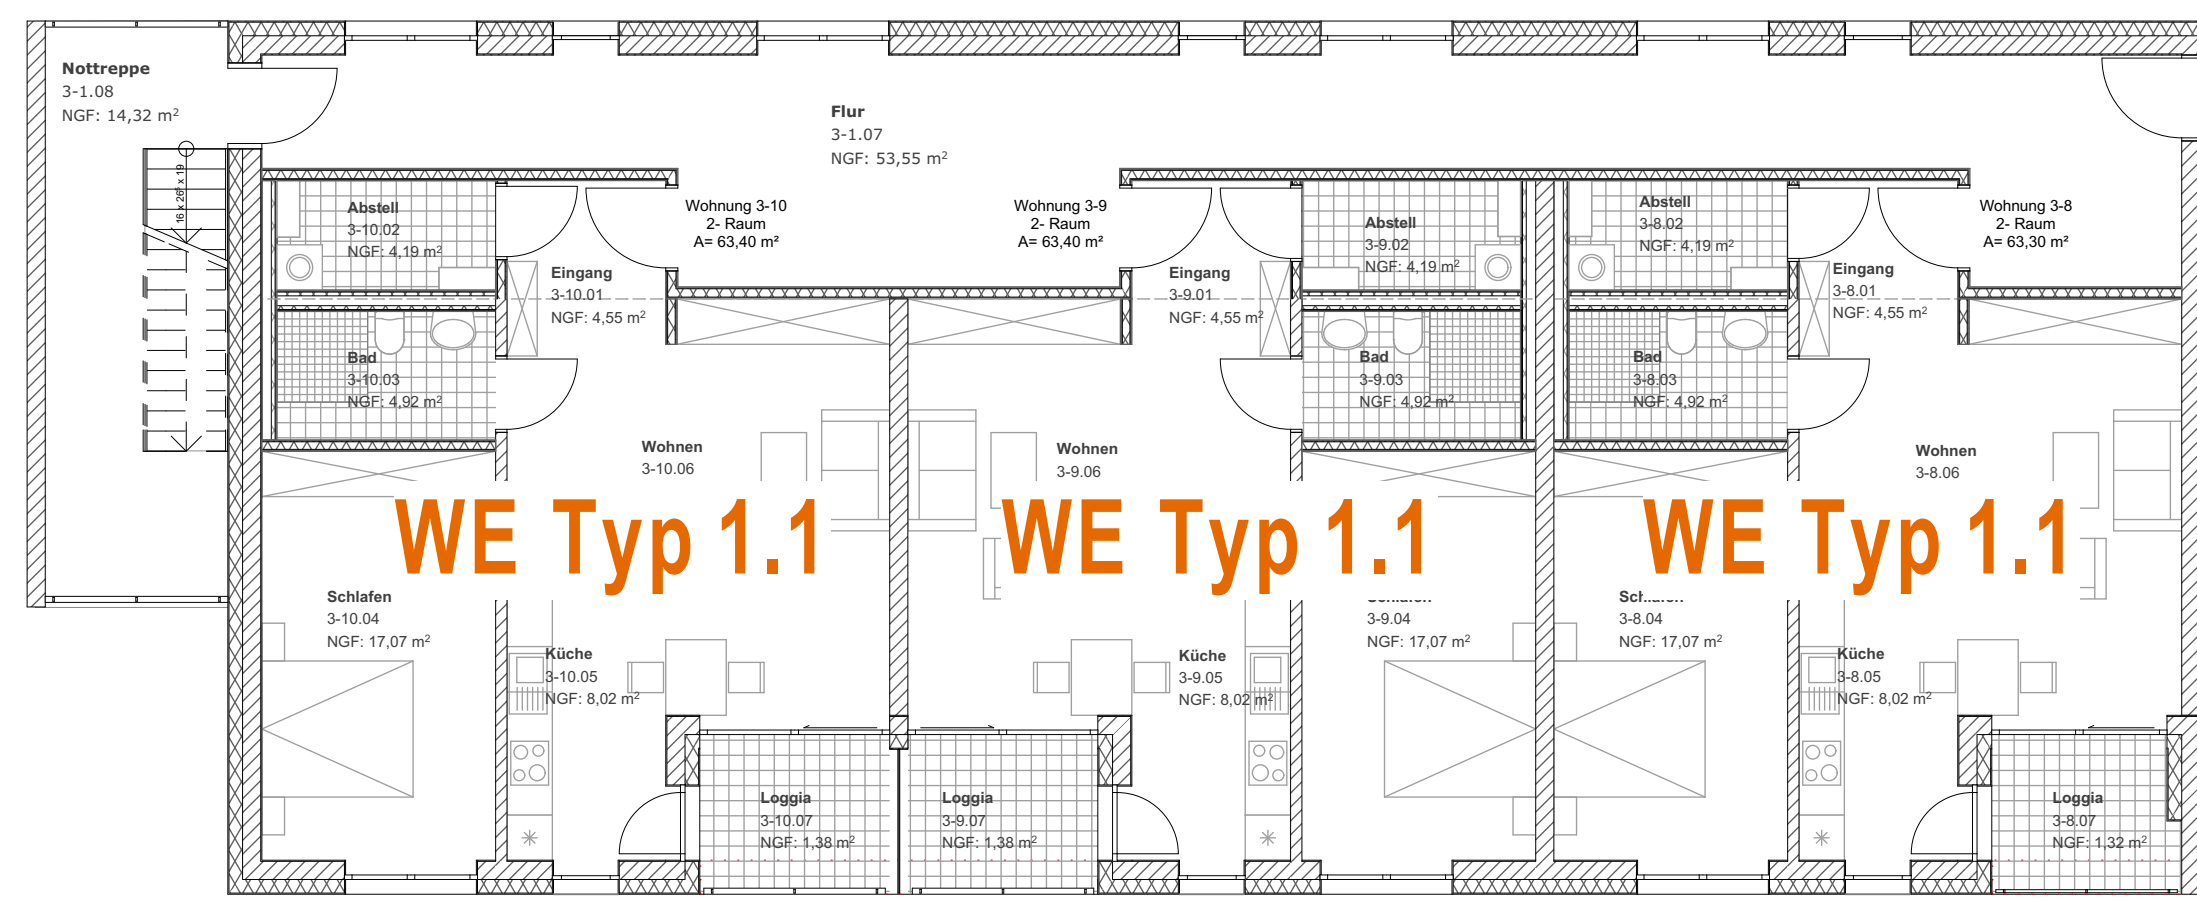 Nottreppe
3-1.08
NGF: 14,32 m²
16 x 26⁵ x 19
Flur
3-1.07
NGF: 53,55 m²
Abstell
3-10.02
NGF: 4,19 m²
Wohnung 3-10
2- Raum
A= 63,40 m²
Eingang
3-10.01
NGF: 4,55 m²
Bad
3-10.03
NGF: 4,92 m²
Wohnen
3-10.06
WE Typ 1.1
Schlafen
3-10.04
NGF: 17,07 m²
Küche
3-10.05
NGF: 8,02 m²
Loggia
3-10.07
NGF: 1,38 m²
Wohnung 3-9
2- Raum
A= 63,40 m²
Eingang
3-9.01
NGF: 4,55 m²
Abstell
3-9.02
NGF: 4,19 m²
Bad
3-9.03
NGF: 4,92 m²
Wohnen
3-9.06
WE Typ 1.1
3-9.04
NGF: 17,07 m²
Küche
3-9.05
NGF: 8,02 m²
Loggia
3-9.07
NGF: 1,38 m²
Abstell
3-8.02
NGF: 4,19 m²
Wohnung 3-8
2- Raum
A= 63,30 m²
Eingang
3-8.01
NGF: 4,55 m²
Bad
3-8.03
NGF: 4,92 m²
Wohnen
3-8.06
WE Typ 1.1
3-8.04
NGF: 17,07 m²
Küche
3-8.05
NGF: 8,02 m²
Loggia
3-8.07
NGF: 1,32 m²